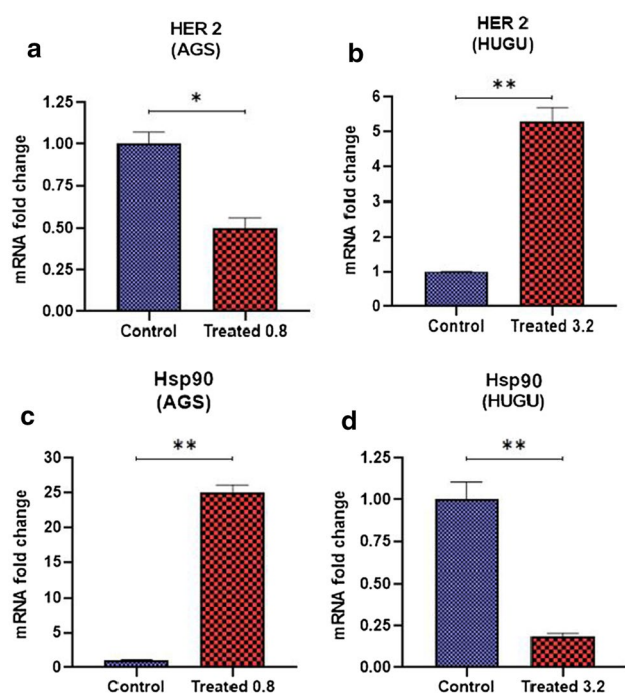 HER 2
(AGS)
a
*
mRNA fold change
1.25
1.00
0.75
0.50
0.25
0.00
Control Treated 0.8
HER 2
(HUGU)
b
**
mRNA fold change
6
5
4
3
2
1
0
Control Treated 3.2
Hsp90
(AGS)
c
**
mRNA fold change
30
25
20
15
10
5
0
Control Treated 0.8
Hsp90
(HUGU)
d
**
mRNA fold change
1.25
1.00
0.75
0.50
0.25
0.00
Control Treated 3.2